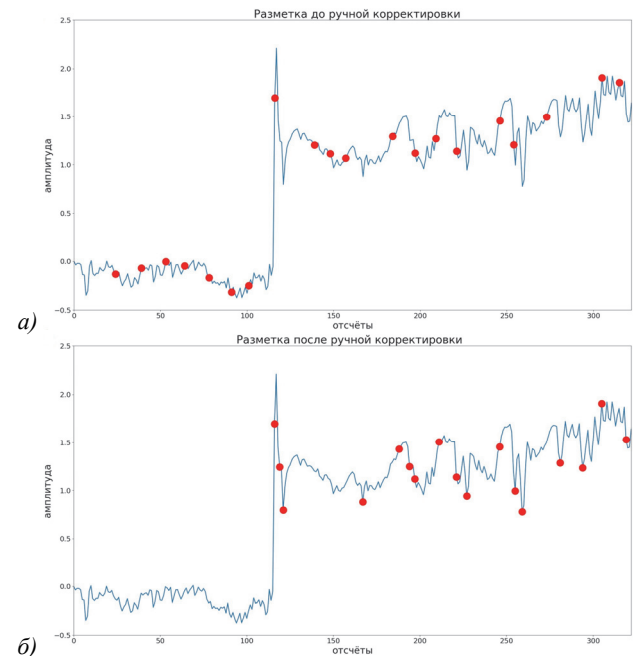 Разметка до ручной корректировки
2.5
2.0
1.5
1.0
0.5
0.0
−0.5
амплитуда
0 50 100 150 200 250 300
отсчёты
а)
Разметка после ручной корректировки
2.5
2.0
1.5
1.0
0.5
0.0
−0.5
амплитуда
0 50 100 150 200 250 300
отсчёты
б)